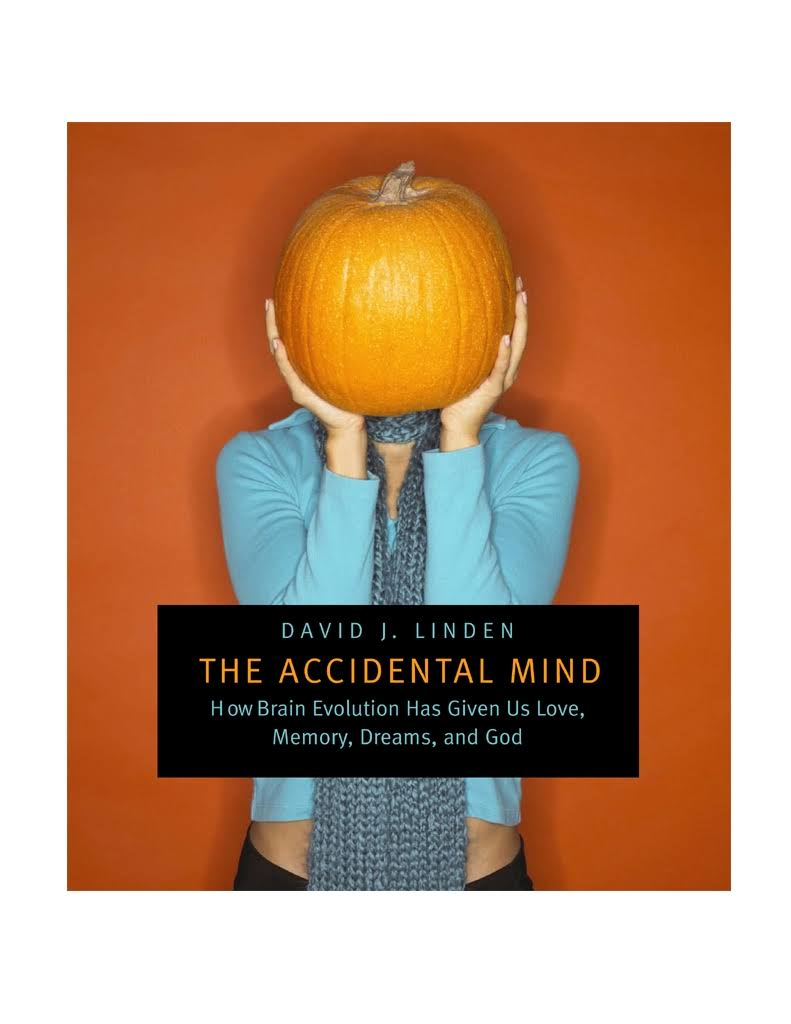 DAVID J. LINDEN
THE ACCIDENTAL MIND
How Brain Evolution Has Given Us Love,
Memory, Dreams, and God